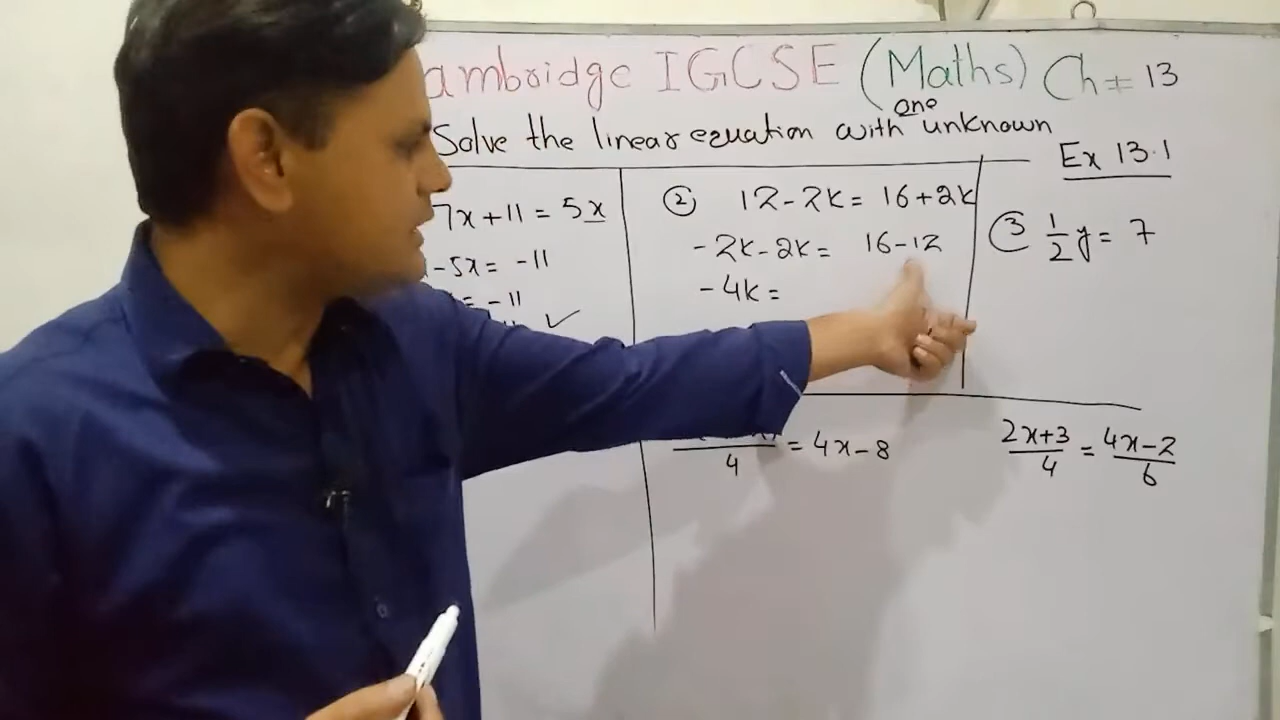 ambridge IGCSE (Maths) Ch = 13
Solve the linear equation with one unknown
Ex 13.1
7x + 11 = 5x
-5x = -11
= -11
② 12 - 2k = 16 + 2k
-2k - 2k = 16 - 12
-4k =
③ 1/2 y = 7
/4 = 4x - 8
(2x+3)/4 = (4x-2)/6